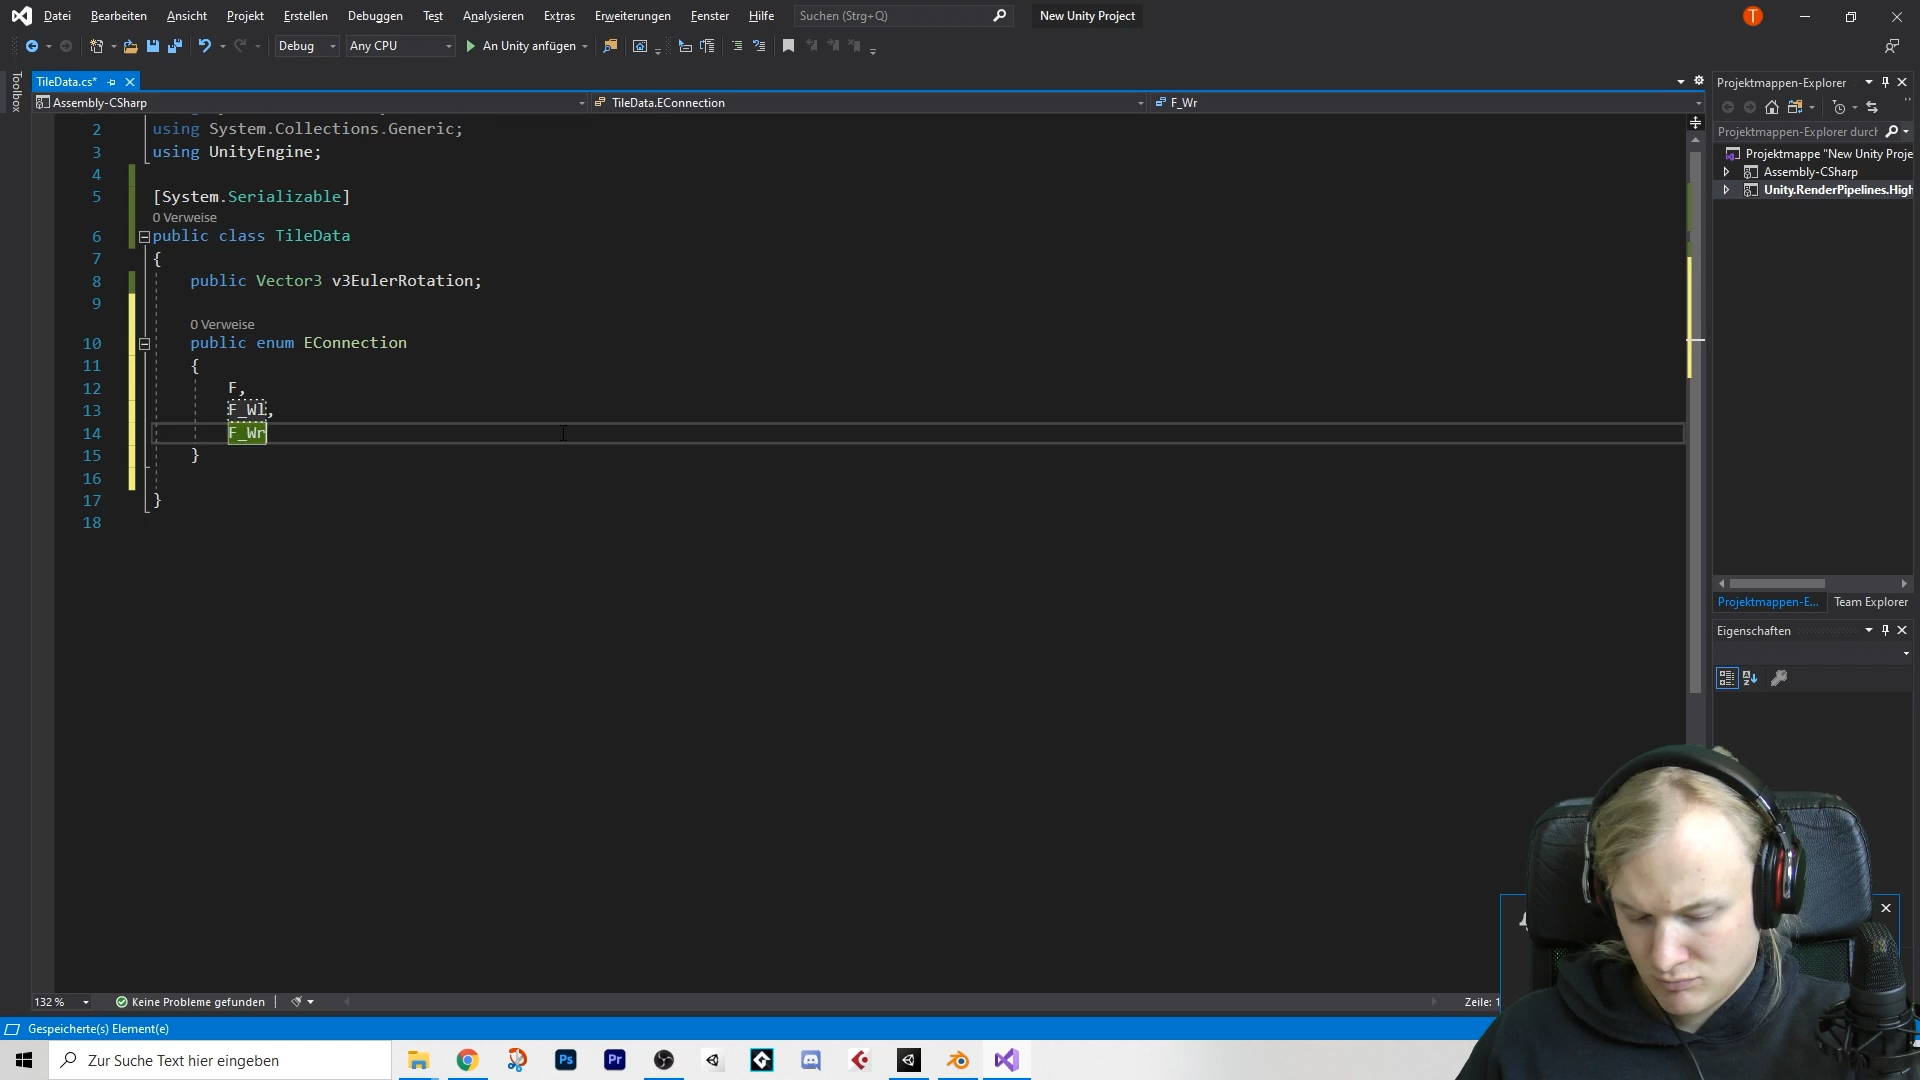 Datei Bearbeiten Ansicht Projekt Erstellen Debuggen Test Analysieren Extras Erweiterungen Fenster Hilfe Suchen (Strg+Q) New Unity Project T
Debug Any CPU An Unity anfügen
Toolbox
TileData.cs*
Assembly-CSharp TileData.EConnection F_Wr
2 using System.Collections.Generic;
3 using UnityEngine;
4
5 [System.Serializable]
0 Verweise
6 public class TileData
7 {
8 public Vector3 v3EulerRotation;
9
0 Verweise
10 public enum EConnection
11 {
12 F,
13 F_Wl,
14 F_Wr
15 }
16
17 }
18
Projektmappen-Explorer
Projektmappen-Explorer durch
Projektmappe "New Unity Proje
Assembly-CSharp
Unity.RenderPipelines.High
Projektmappen-E... Team Explorer
Eigenschaften
132 % Keine Probleme gefunden Zeile: 1
Gespeicherte(s) Element(e)
Zur Suche Text hier eingeben
Ps Pr